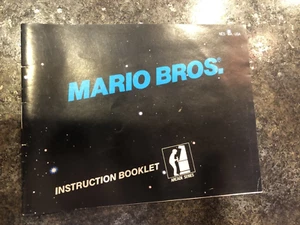 MARIO BROS.
INSTRUCTION BOOKLET
ARCADE SERIES